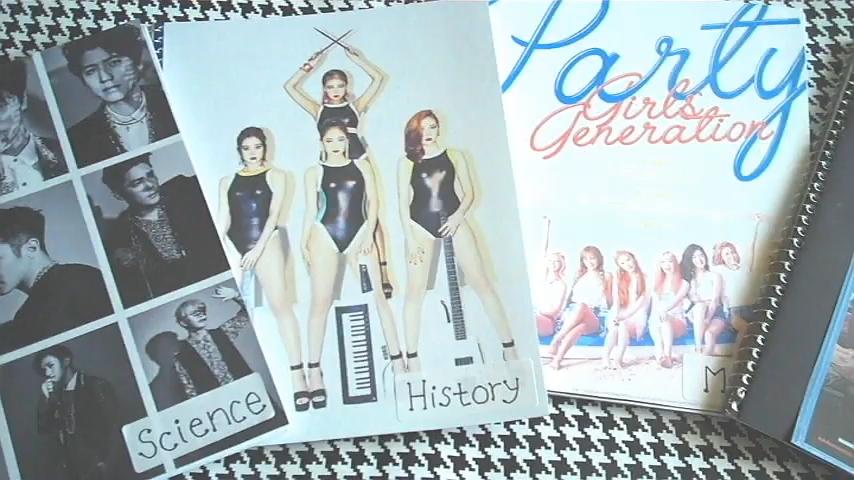 Party
Girls'
Generation
Science
History
M